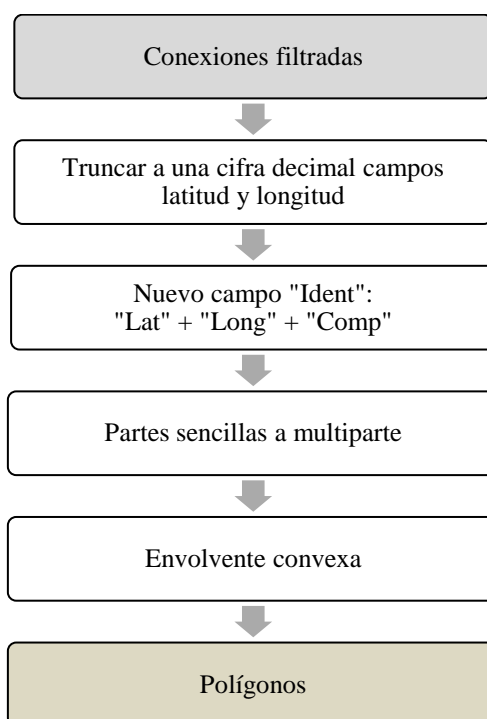 Conexiones filtradas
Truncar a una cifra decimal campos
latitud y longitud
Nuevo campo "Ident":
"Lat" + "Long" + "Comp"
Partes sencillas a multiparte
Envolvente convexa
Polígonos